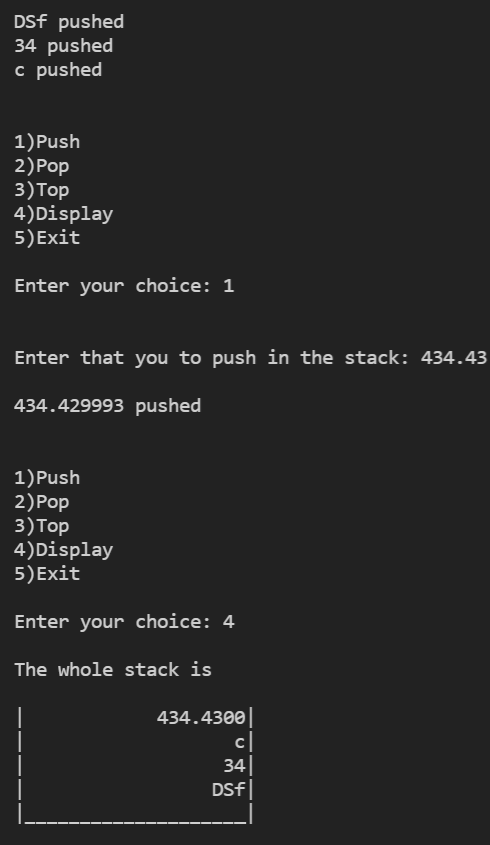 DSf pushed
34 pushed
c pushed
1)Push
2)Pop
3)Top
4)Display
5)Exit
Enter your choice: 1
Enter that you to push in the stack: 434.43
434.429993 pushed
1)Push
2)Pop
3)Top
4)Display
5)Exit
Enter your choice: 4
The whole stack is
|            434.4300|
|                   c|
|                  34|
|                 DSf|
|____________________|